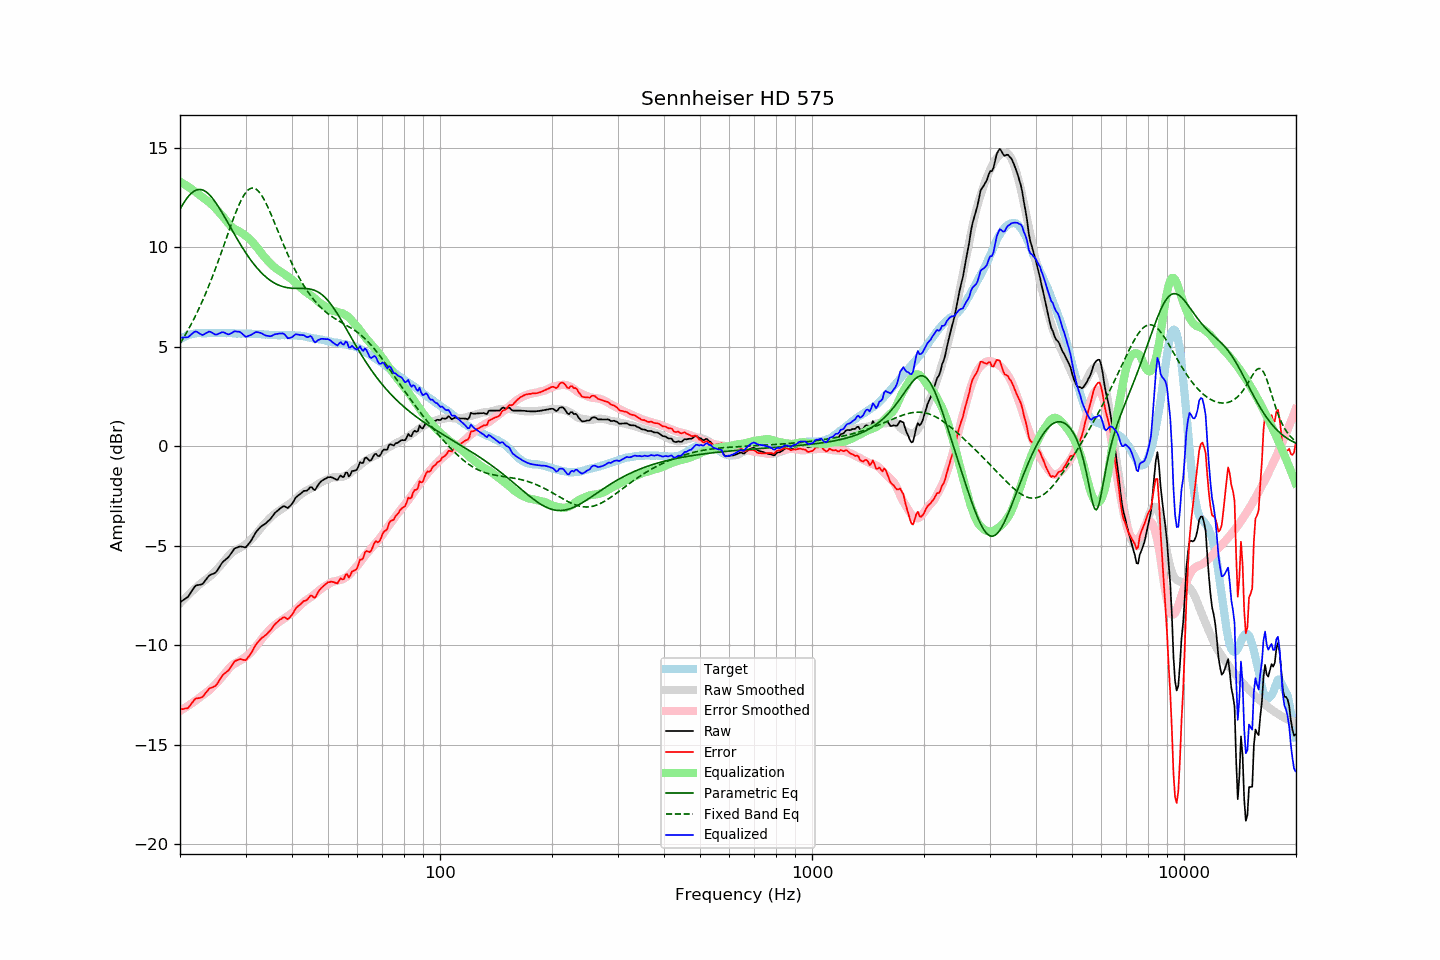 Sennheiser HD 575
15
10
5
0
−5
−10
−15
−20
Amplitude (dBr)
Target
Raw Smoothed
Error Smoothed
Raw
Error
Equalization
Parametric Eq
Fixed Band Eq
Equalized
100
1000
10000
Frequency (Hz)